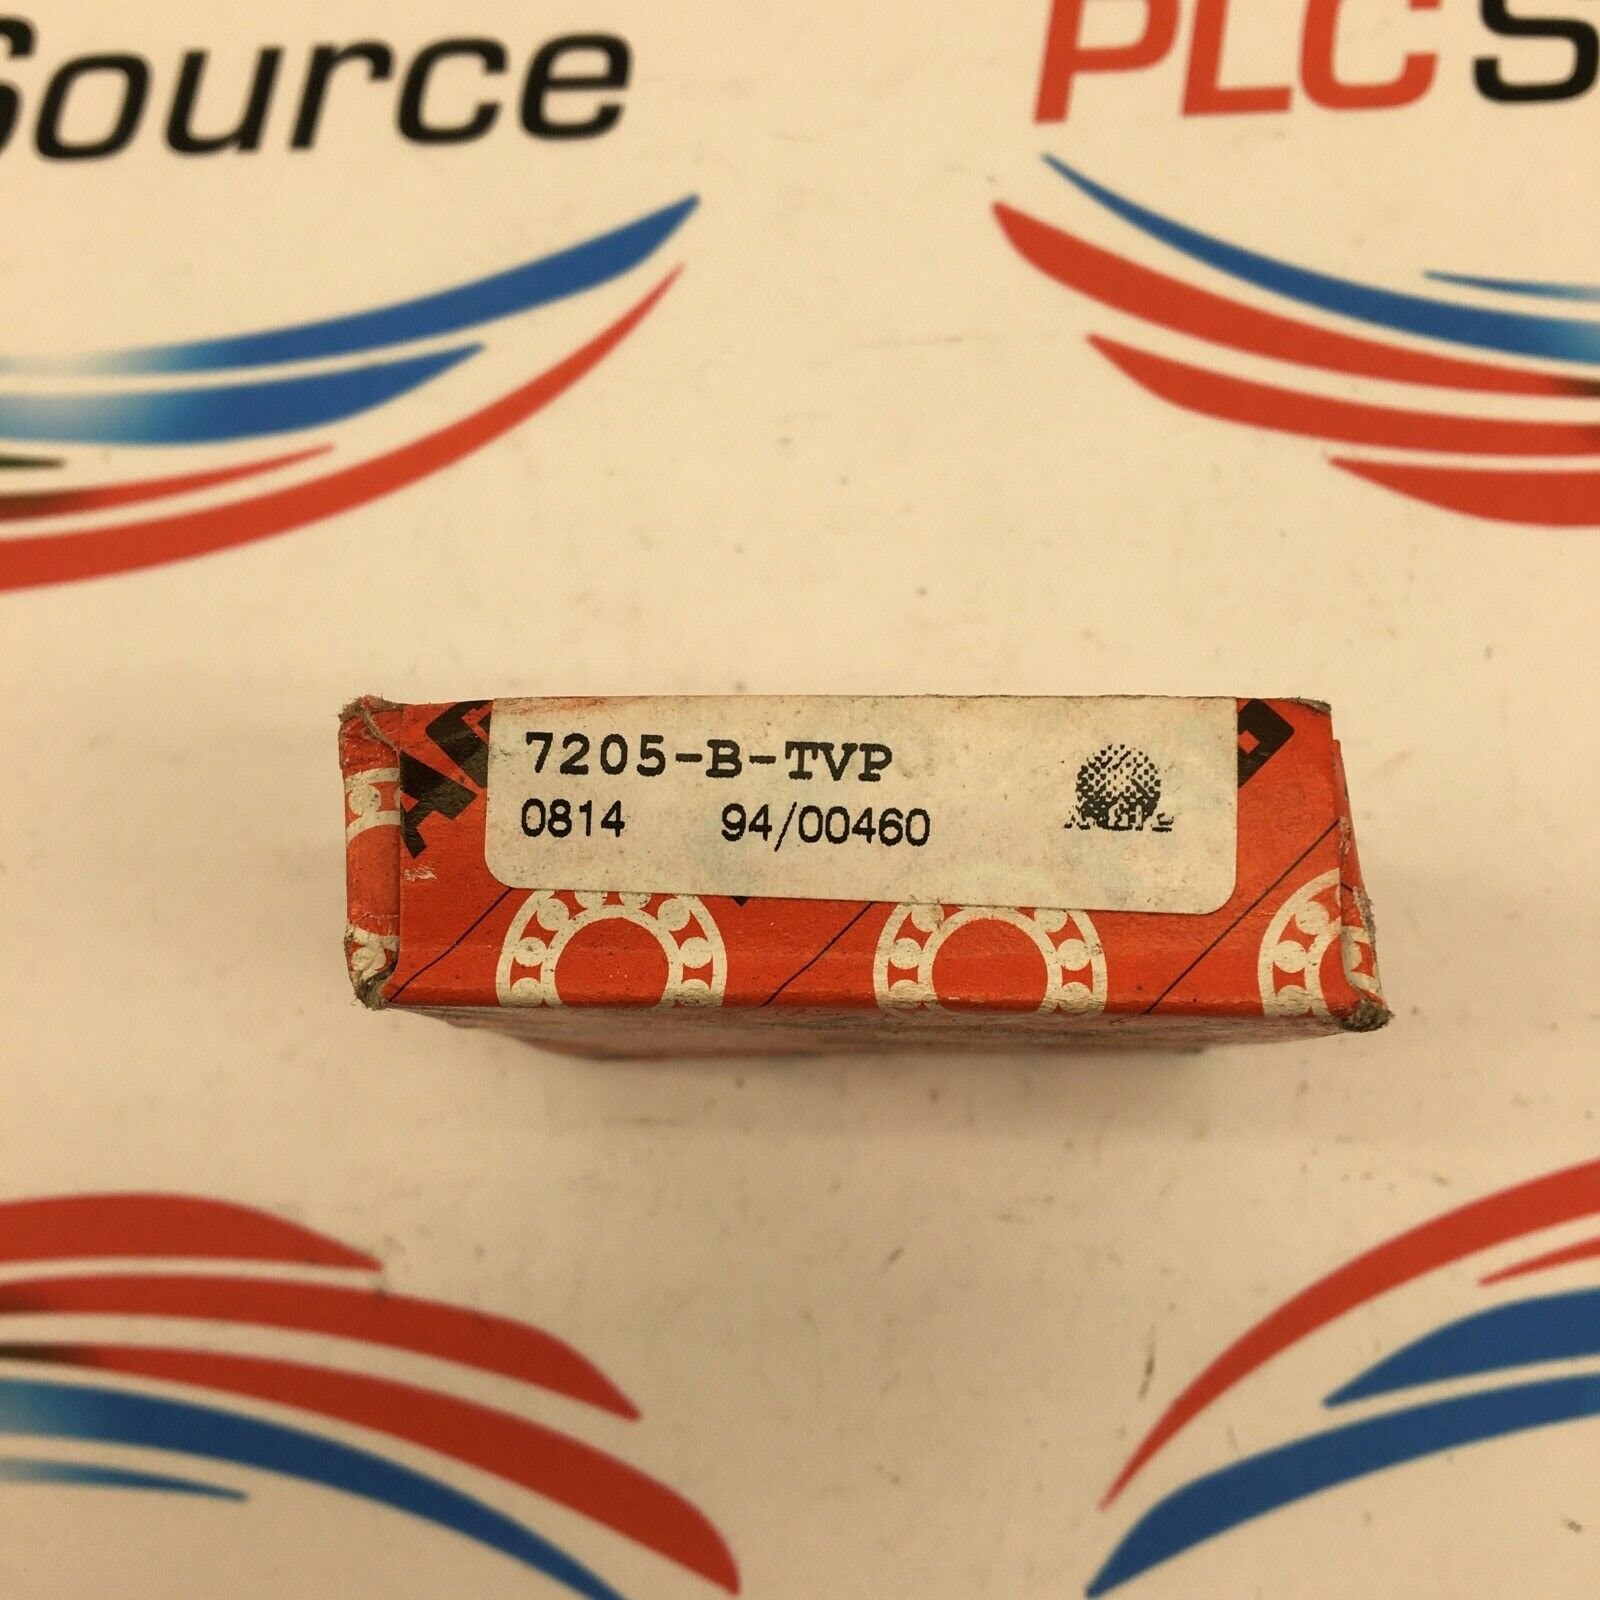 Source
PLC S
7205-B-TVP
0814 94/00460